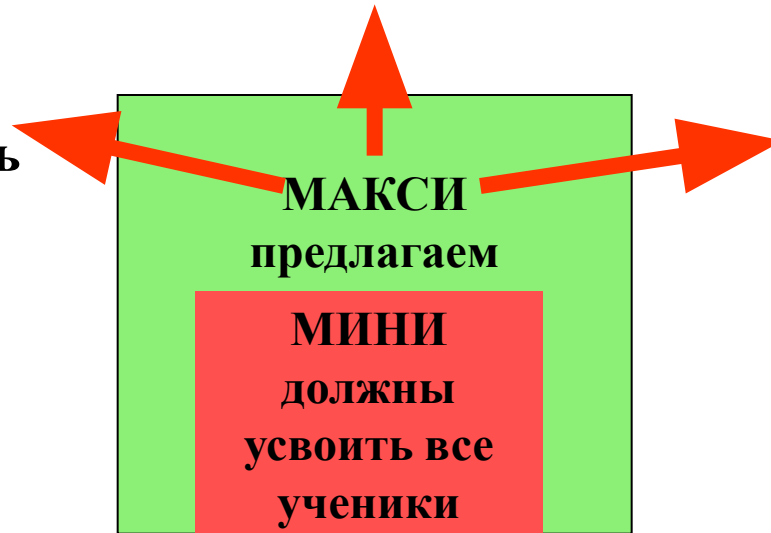 ь
МАКСИ
предлагаем
МИНИ
должны
усвоить все
ученики